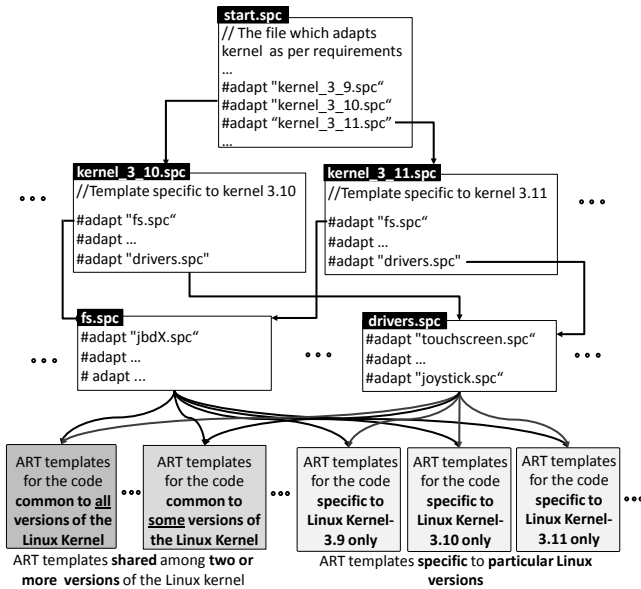 start.spc
// The file which adapts
kernel as per requirements
...
#adapt "kernel_3_9.spc“
#adapt "kernel_3_10.spc“
#adapt “kernel_3_11.spc”
...
kernel_3_10.spc
//Template specific to kernel 3.10
#adapt "fs.spc“
#adapt ...
#adapt "drivers.spc"
kernel_3_11.spc
//Template specific to kernel 3.11
#adapt "fs.spc“
#adapt ...
#adapt "drivers.spc"
fs.spc
#adapt "jbdX.spc“
#adapt ...
# adapt ...
drivers.spc
#adapt "touchscreen.spc“
#adapt ...
#adapt "joystick.spc“
ART templates
for the code
common to all
versions of the
Linux Kernel
ART templates
for the code
common to
some versions of
the Linux Kernel
ART templates
for the code
specific to
Linux Kernel-
3.9 only
ART templates
for the code
specific to
Linux Kernel-
3.10 only
ART templates
for the code
specific to
Linux Kernel-
3.11 only
ART templates shared among two or
more versions of the Linux kernel
ART templates specific to particular Linux
versions